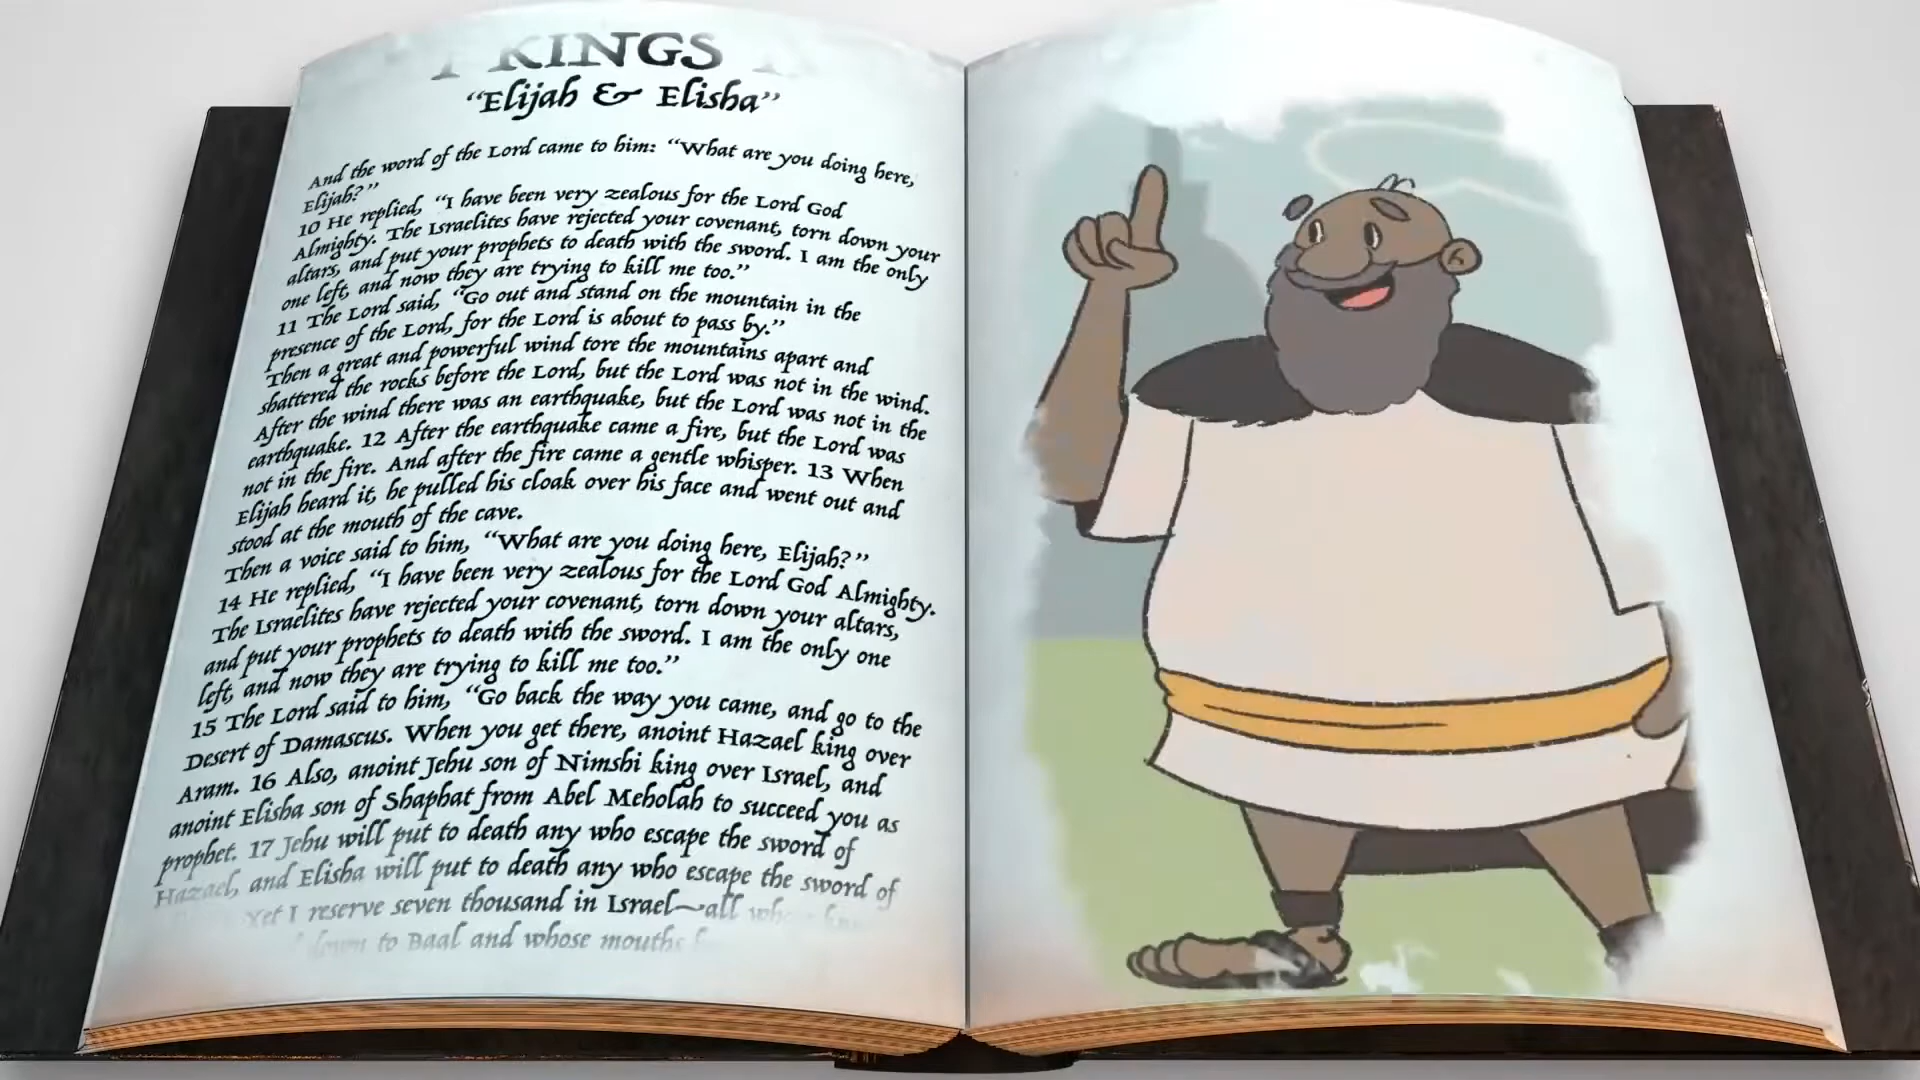 KINGS
“Elijah & Elisha”
And the word of the Lord came to him: “What are you doing here,
Elijah?”
10 He replied, “I have been very zealous for the Lord God
Almighty. The Israelites have rejected your covenant, torn down your
altars, and put your prophets to death with the sword. I am the only
one left, and now they are trying to kill me too.”
11 The Lord said, “Go out and stand on the mountain in the
presence of the Lord, for the Lord is about to pass by.”
Then a great and powerful wind tore the mountains apart and
shattered the rocks before the Lord, but the Lord was not in the wind.
After the wind there was an earthquake, but the Lord was not in the
earthquake. 12 After the earthquake came a fire, but the Lord was
not in the fire. And after the fire came a gentle whisper. 13 When
Elijah heard it, he pulled his cloak over his face and went out and
stood at the mouth of the cave.
Then a voice said to him, “What are you doing here, Elijah?”
14 He replied, “I have been very zealous for the Lord God Almighty.
The Israelites have rejected your covenant, torn down your altars,
and put your prophets to death with the sword. I am the only one
left, and now they are trying to kill me too.”
15 The Lord said to him, “Go back the way you came, and go to the
Desert of Damascus. When you get there, anoint Hazael king over
Aram. 16 Also, anoint Jehu son of Nimshi king over Israel, and
anoint Elisha son of Shaphat from Abel Meholah to succeed you as
prophet. 17 Jehu will put to death any who escape the sword of
Hazael, and Elisha will put to death any who escape the sword of
Yet I reserve seven thousand in Israel—all
down to Baal and whose mouths